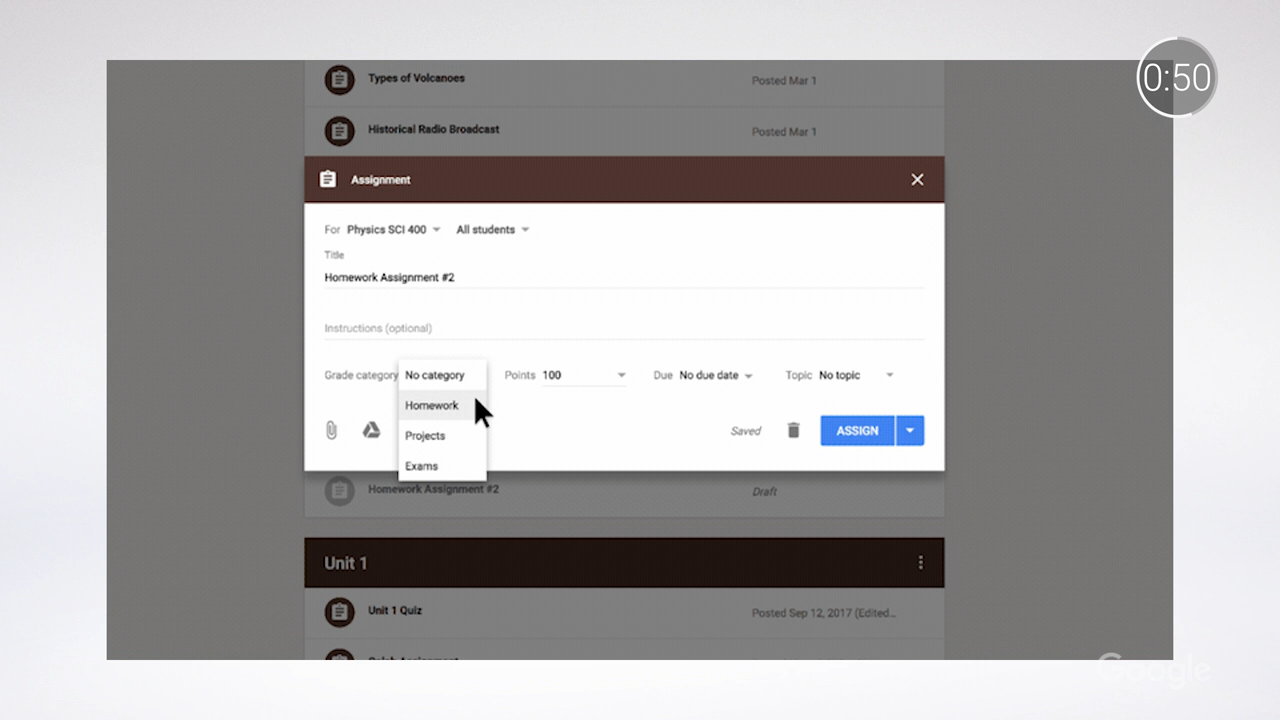 0:50
Types of Volcanoes Posted Mar 1
Historical Radio Broadcast Posted Mar 1
Assignment
For Physics SCI 400 All students
Title
Homework Assignment #2
Instructions (optional)
Grade category No category Points 100 Due No due date Topic No topic
Homework
Projects
Exams
Saved ASSIGN
Homework Assignment #2 Draft
Unit 1
Unit 1 Quiz Posted Sep 12, 2017 (Edited...
Google